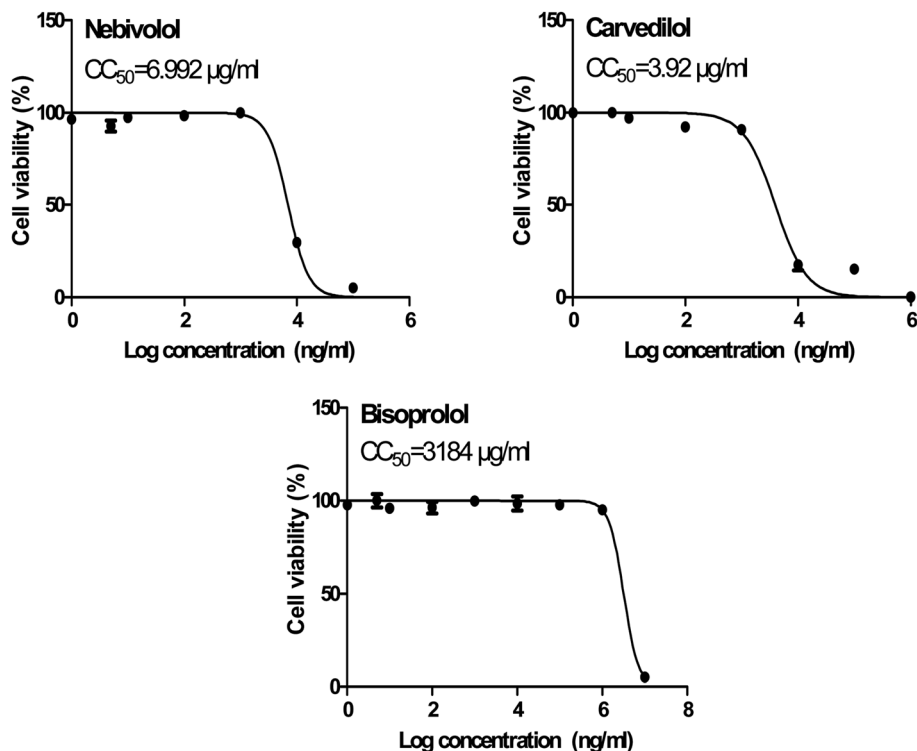 Nebivolol
CC50=6.992 µg/ml
150
100
50
0
Cell viability (%)
0 2 4 6
Log concentration (ng/ml)
Carvedilol
CC50=3.92 µg/ml
150
100
50
0
Cell viability (%)
0 2 4 6
Log concentration (ng/ml)
Bisoprolol
CC50=3184 µg/ml
150
100
50
0
Cell viability (%)
0 2 4 6 8
Log concentration (ng/ml)